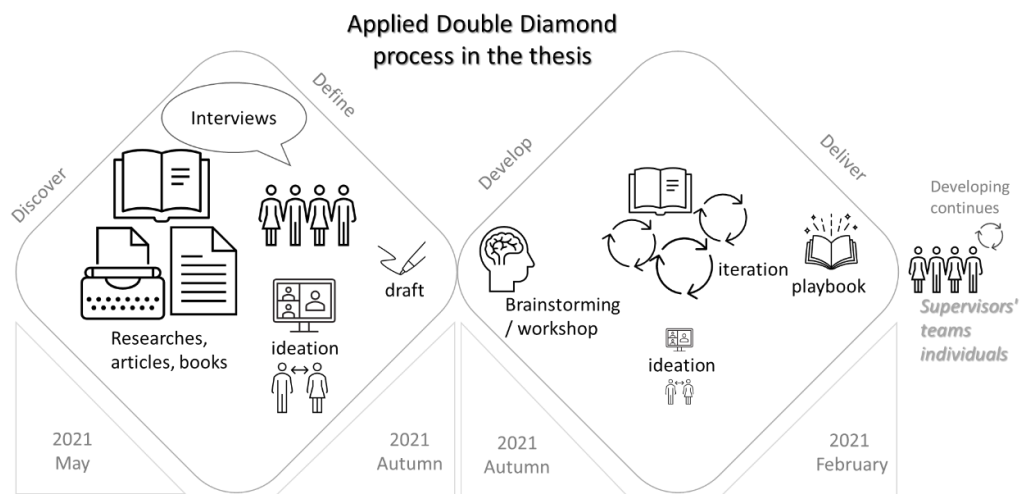 Applied Double Diamond
process in the thesis
Discover
Define
Interviews
Researches,
articles, books
ideation
draft
2021
May
2021
Autumn
Develop
Deliver
Brainstorming
/ workshop
iteration
ideation
playbook
2021
Autumn
2021
February
Developing
continues
Supervisors'
teams
individuals